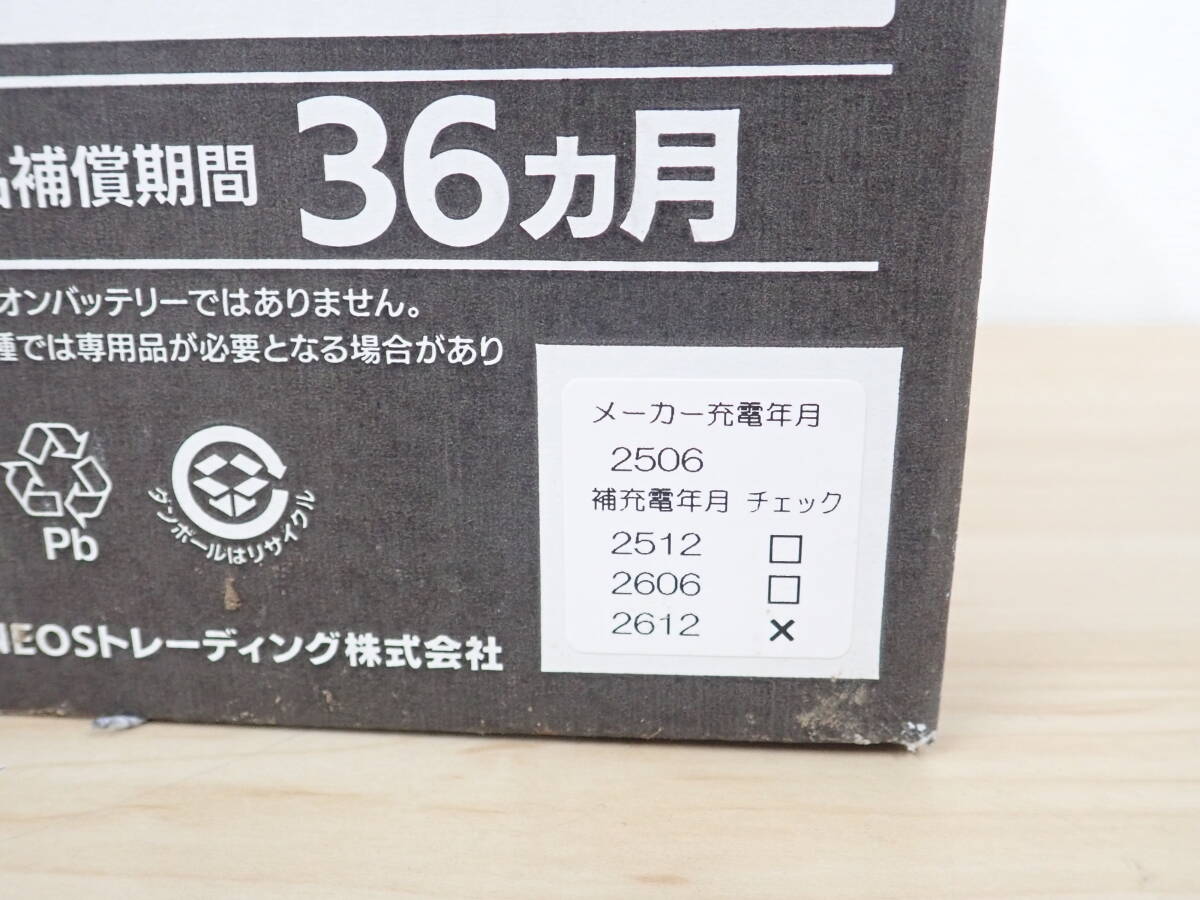 補償期間 36ヵ月
オンバッテリーではありません。
種では専用品が必要となる場合があり
Pb
ダンボールはリサイクル
NEOSトレーディング株式会社
メーカー充電年月
2506
補充電年月 チェック
2512 □
2606 □
2612 ×